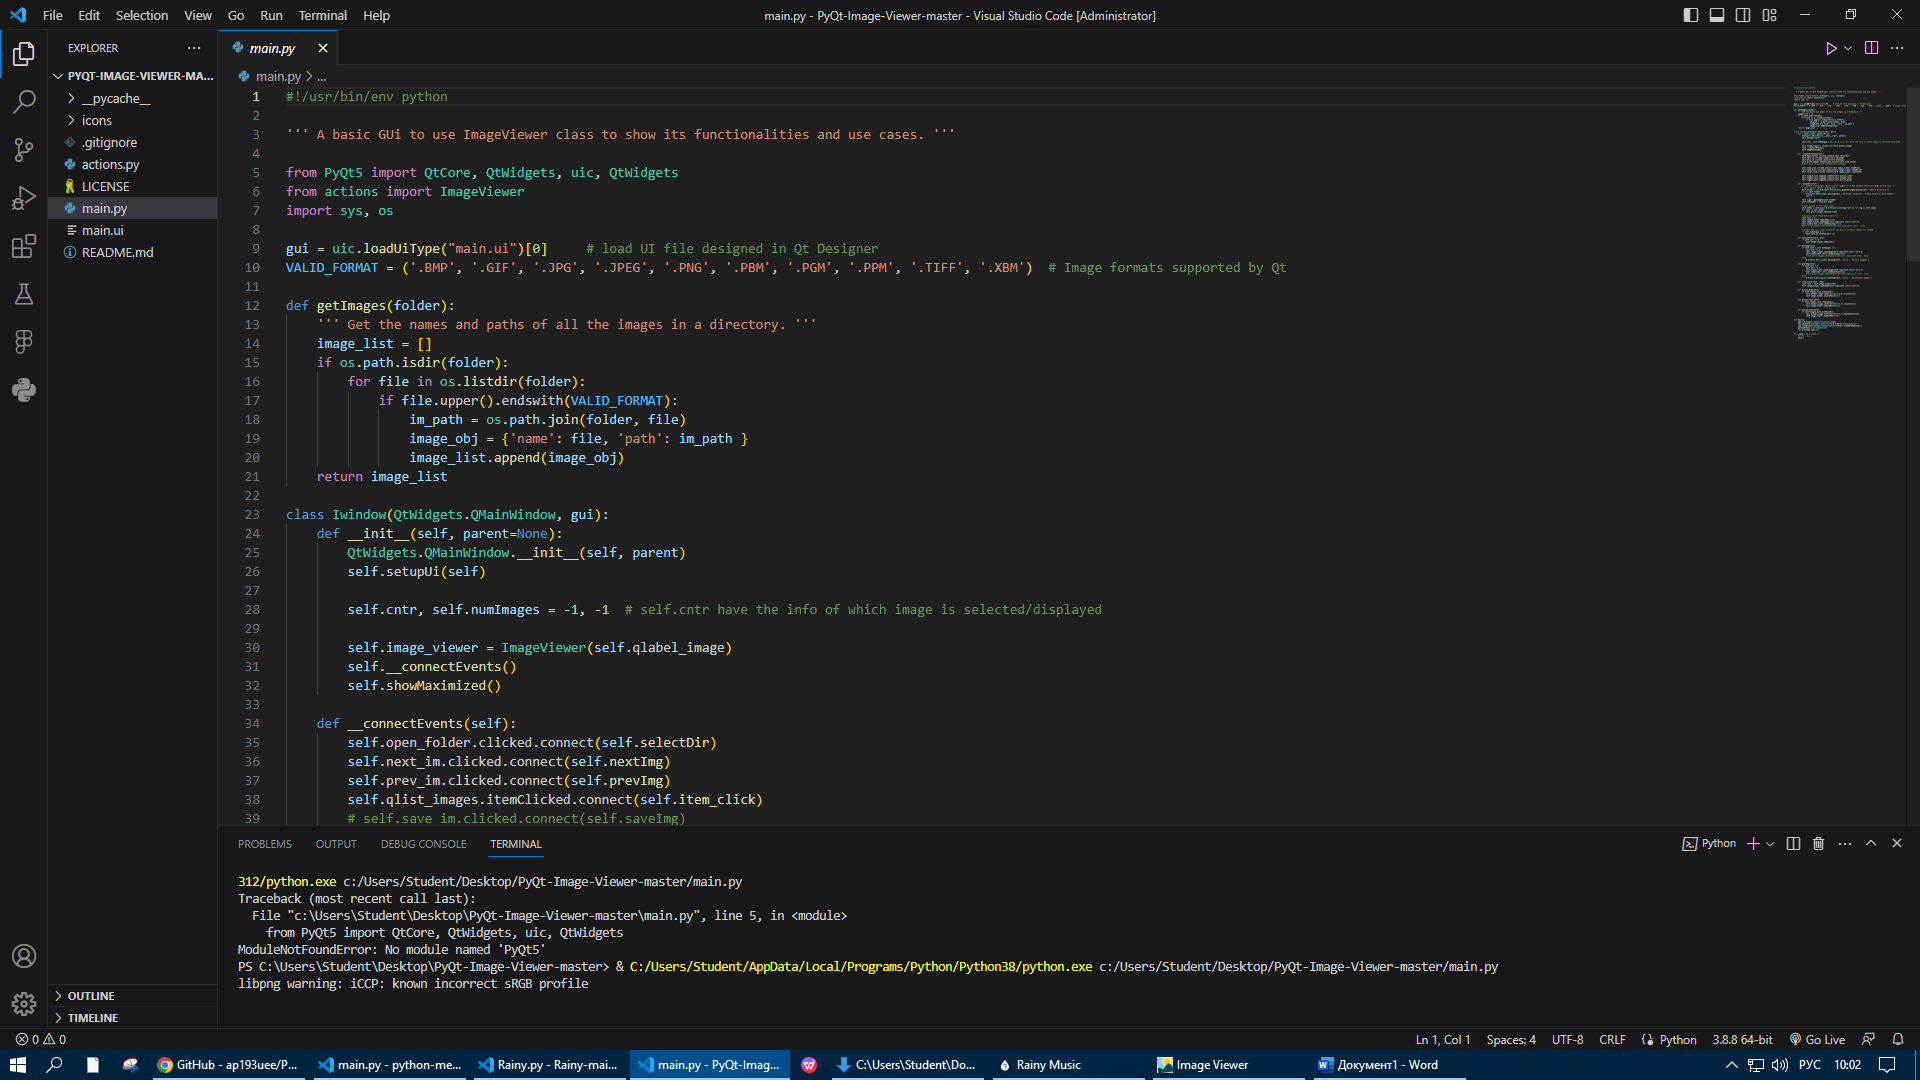 File Edit Selection View Go Run Terminal Help
main.py - PyQt-Image-Viewer-master - Visual Studio Code [Administrator]
EXPLORER
PYQT-IMAGE-VIEWER-MA...
__pycache__
icons
.gitignore
actions.py
LICENSE
main.py
main.ui
README.md
OUTLINE
TIMELINE
main.py
main.py > ...
1 #!/usr/bin/env python
2
3 ''' A basic GUi to use ImageViewer class to show its functionalities and use cases. '''
4
5 from PyQt5 import QtCore, QtWidgets, uic, QtWidgets
6 from actions import ImageViewer
7 import sys, os
8
9 gui = uic.loadUiType("main.ui")[0]     # load UI file designed in Qt Designer
10 VALID_FORMAT = ('.BMP', '.GIF', '.JPG', '.JPEG', '.PNG', '.PBM', '.PGM', '.PPM', '.TIFF', '.XBM')  # Image formats supported by Qt
11
12 def getImages(folder):
13     ''' Get the names and paths of all the images in a directory. '''
14     image_list = []
15     if os.path.isdir(folder):
16         for file in os.listdir(folder):
17             if file.upper().endswith(VALID_FORMAT):
18                 im_path = os.path.join(folder, file)
19                 image_obj = {'name': file, 'path': im_path }
20                 image_list.append(image_obj)
21     return image_list
22
23 class Iwindow(QtWidgets.QMainWindow, gui):
24     def __init__(self, parent=None):
25         QtWidgets.QMainWindow.__init__(self, parent)
26         self.setupUi(self)
27
28         self.cntr, self.numImages = -1, -1  # self.cntr have the info of which image is selected/displayed
29
30         self.image_viewer = ImageViewer(self.qlabel_image)
31         self.__connectEvents()
32         self.showMaximized()
33
34     def __connectEvents(self):
35         self.open_folder.clicked.connect(self.selectDir)
36         self.next_im.clicked.connect(self.nextImg)
37         self.prev_im.clicked.connect(self.prevImg)
38         self.qlist_images.itemClicked.connect(self.item_click)
39         # self.save_im.clicked.connect(self.saveImg)
PROBLEMS OUTPUT DEBUG CONSOLE TERMINAL
Python
312/python.exe c:/Users/Student/Desktop/PyQt-Image-Viewer-master/main.py
Traceback (most recent call last):
  File "c:\Users\Student\Desktop\PyQt-Image-Viewer-master\main.py", line 5, in <module>
    from PyQt5 import QtCore, QtWidgets, uic, QtWidgets
ModuleNotFoundError: No module named 'PyQt5'
PS C:\Users\Student\Desktop\PyQt-Image-Viewer-master> & C:/Users/Student/AppData/Local/Programs/Python/Python38/python.exe c:/Users/Student/Desktop/PyQt-Image-Viewer-master/main.py
libpng warning: iCCP: known incorrect sRGB profile
0 0
Ln 1, Col 1 Spaces: 4 UTF-8 CRLF Python 3.8.8 64-bit Go Live
GitHub - ap193uee/P... main.py - python-me... Rainy.py - Rainy-mai... main.py - PyQt-Imag... C:\Users\Student\Do... Rainy Music Image Viewer Документ1 - Word РУС 10:02